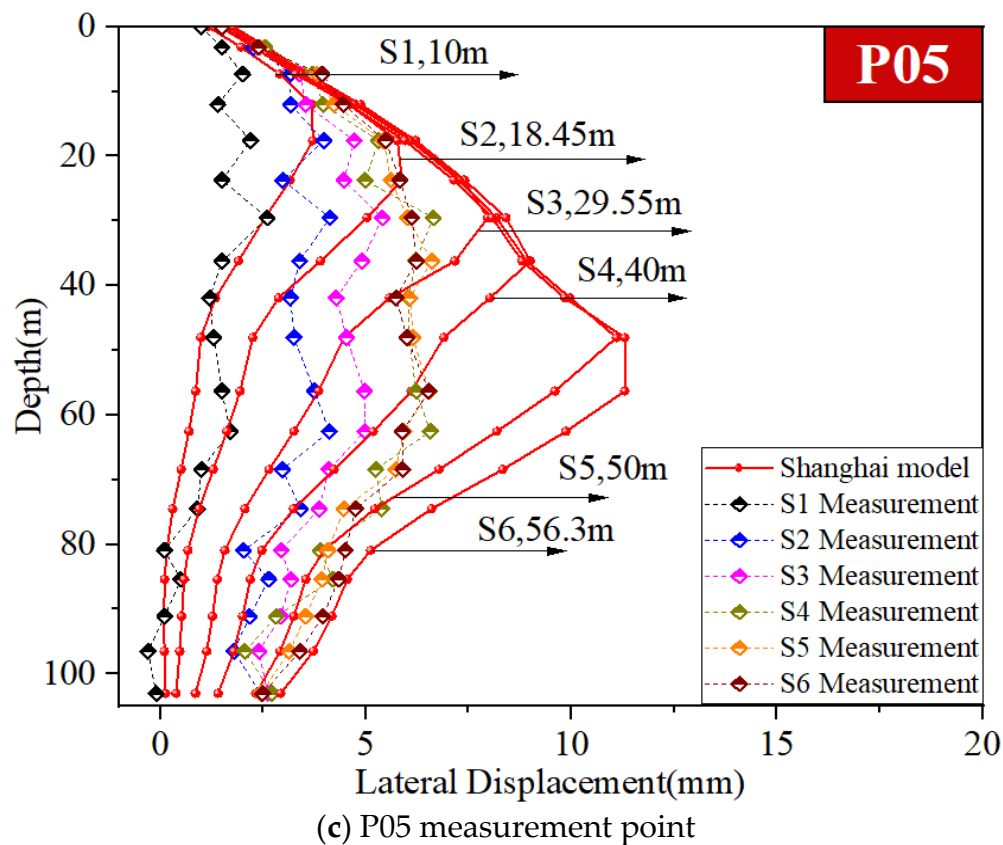 P05
S1,10m
S2,18.45m
S3,29.55m
S4,40m
S5,50m
S6,56.3m
Depth(m)
0
20
40
60
80
100
Shanghai model
S1 Measurement
S2 Measurement
S3 Measurement
S4 Measurement
S5 Measurement
S6 Measurement
0 5 10 15 20
Lateral Displacement(mm)
(c) P05 measurement point